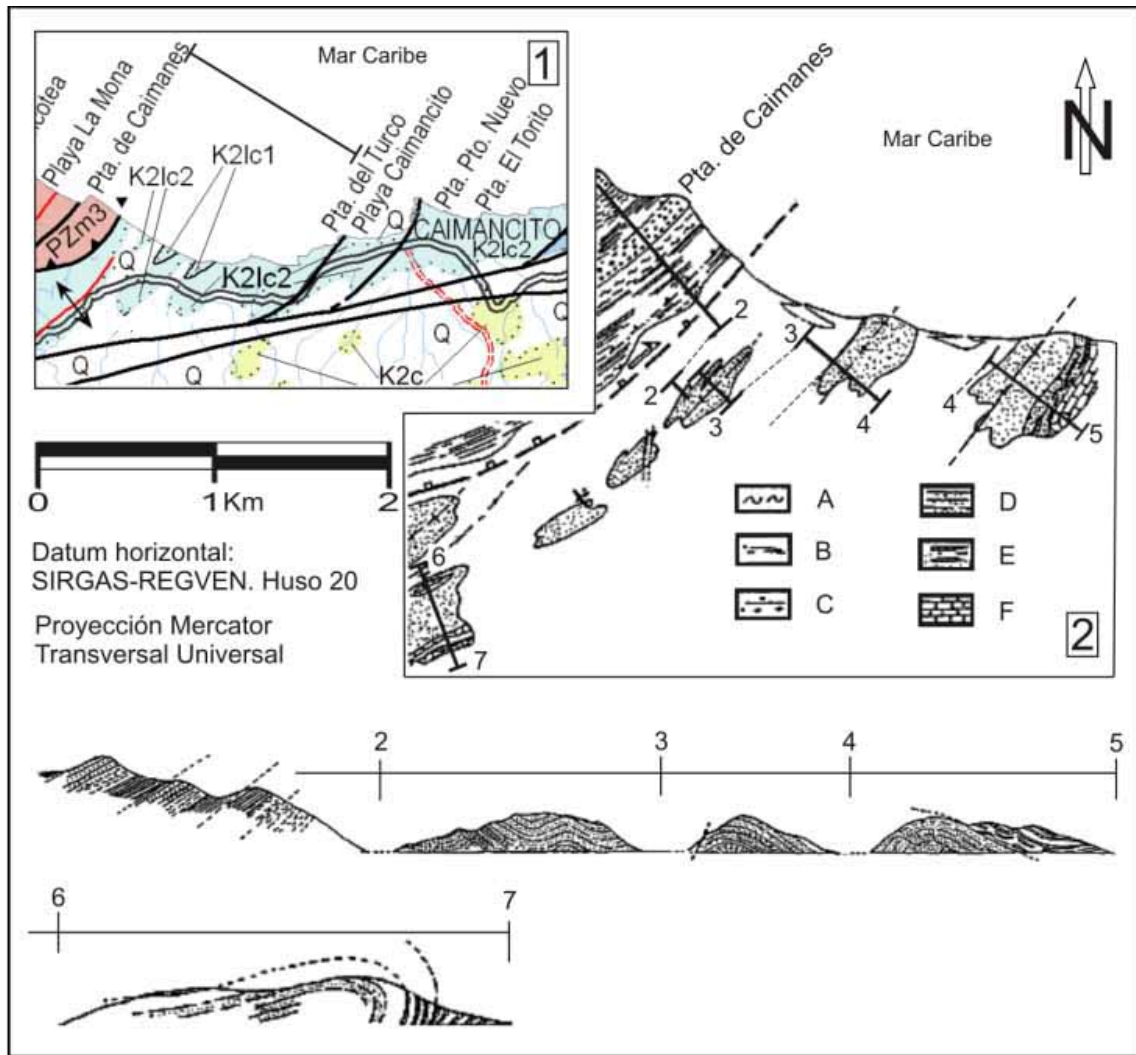 Mar Caribe
1
cotea
Playa La Mona
Pta. de Caimanes
K2lc1
K2lc2
PZm3
Q
K2lc2
Pta. del Turco
Playa Caimancito
Q
Pta. Pto. Nuevo
Pta. El Torito
CAIMANCITO
K2lc2
Q
Q
Q
K2c
Q
0 1 Km 2
Datum horizontal:
SIRGAS-REGVEN. Huso 20
Proyección Mercator
Transversal Universal
Pta. de Caimanes
Mar Caribe
N
2
3
2
3
4
4
5
6
7
A
B
C
D
E
F
2
2 3 4 5
6 7